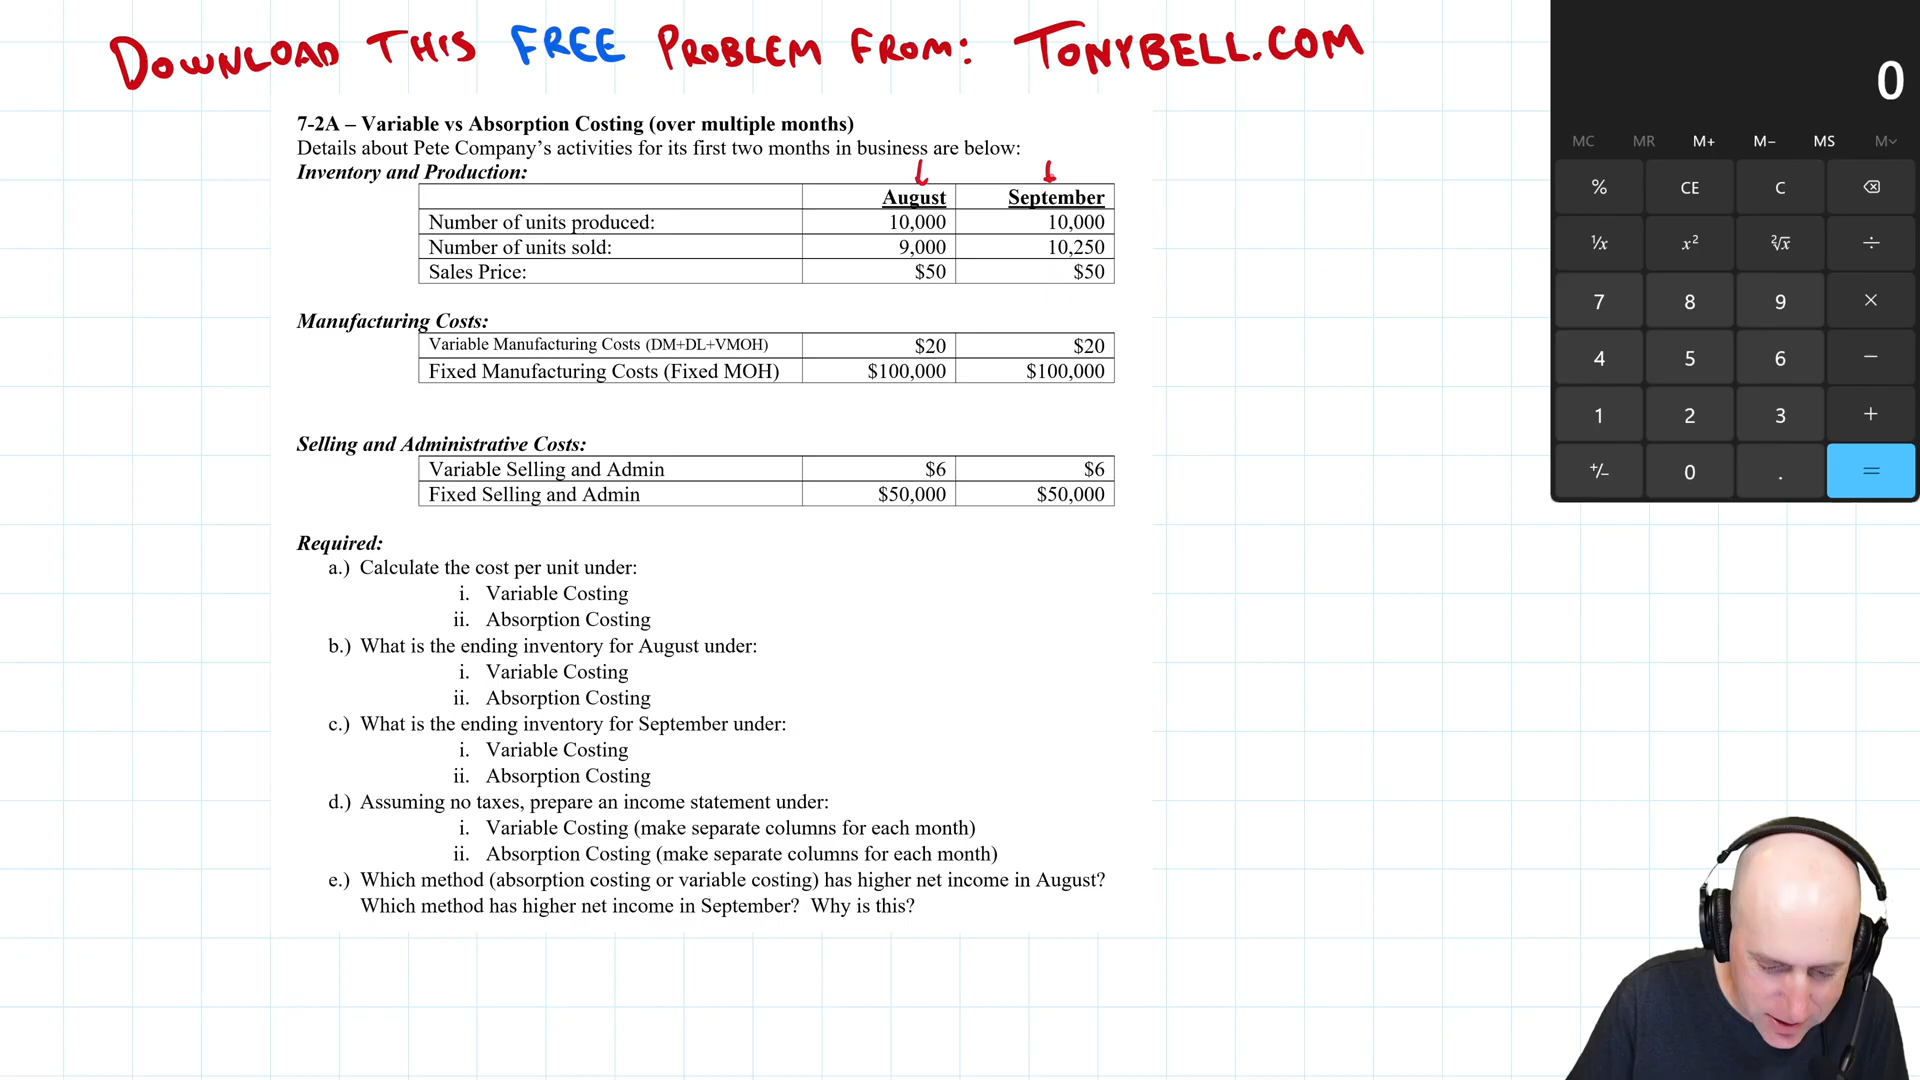 DOWNLOAD THIS FREE PROBLEM FROM: TONYBELL.COM
7-2A – Variable vs Absorption Costing (over multiple months)
Details about Pete Company's activities for its first two months in business are below:
Inventory and Production:
August September
Number of units produced: 10,000 10,000
Number of units sold: 9,000 10,250
Sales Price: $50 $50
Manufacturing Costs:
Variable Manufacturing Costs (DM+DL+VMOH) $20 $20
Fixed Manufacturing Costs (Fixed MOH) $100,000 $100,000
Selling and Administrative Costs:
Variable Selling and Admin $6 $6
Fixed Selling and Admin $50,000 $50,000
Required:
a.) Calculate the cost per unit under:
i. Variable Costing
ii. Absorption Costing
b.) What is the ending inventory for August under:
i. Variable Costing
ii. Absorption Costing
c.) What is the ending inventory for September under:
i. Variable Costing
ii. Absorption Costing
d.) Assuming no taxes, prepare an income statement under:
i. Variable Costing (make separate columns for each month)
ii. Absorption Costing (make separate columns for each month)
e.) Which method (absorption costing or variable costing) has higher net income in August?
Which method has higher net income in September? Why is this?
0
MC MR M+ M− MS M˅
% CE C ⌫
¹/x x² ²√x ÷
7 8 9 ×
4 5 6 −
1 2 3 +
+/− 0 . =